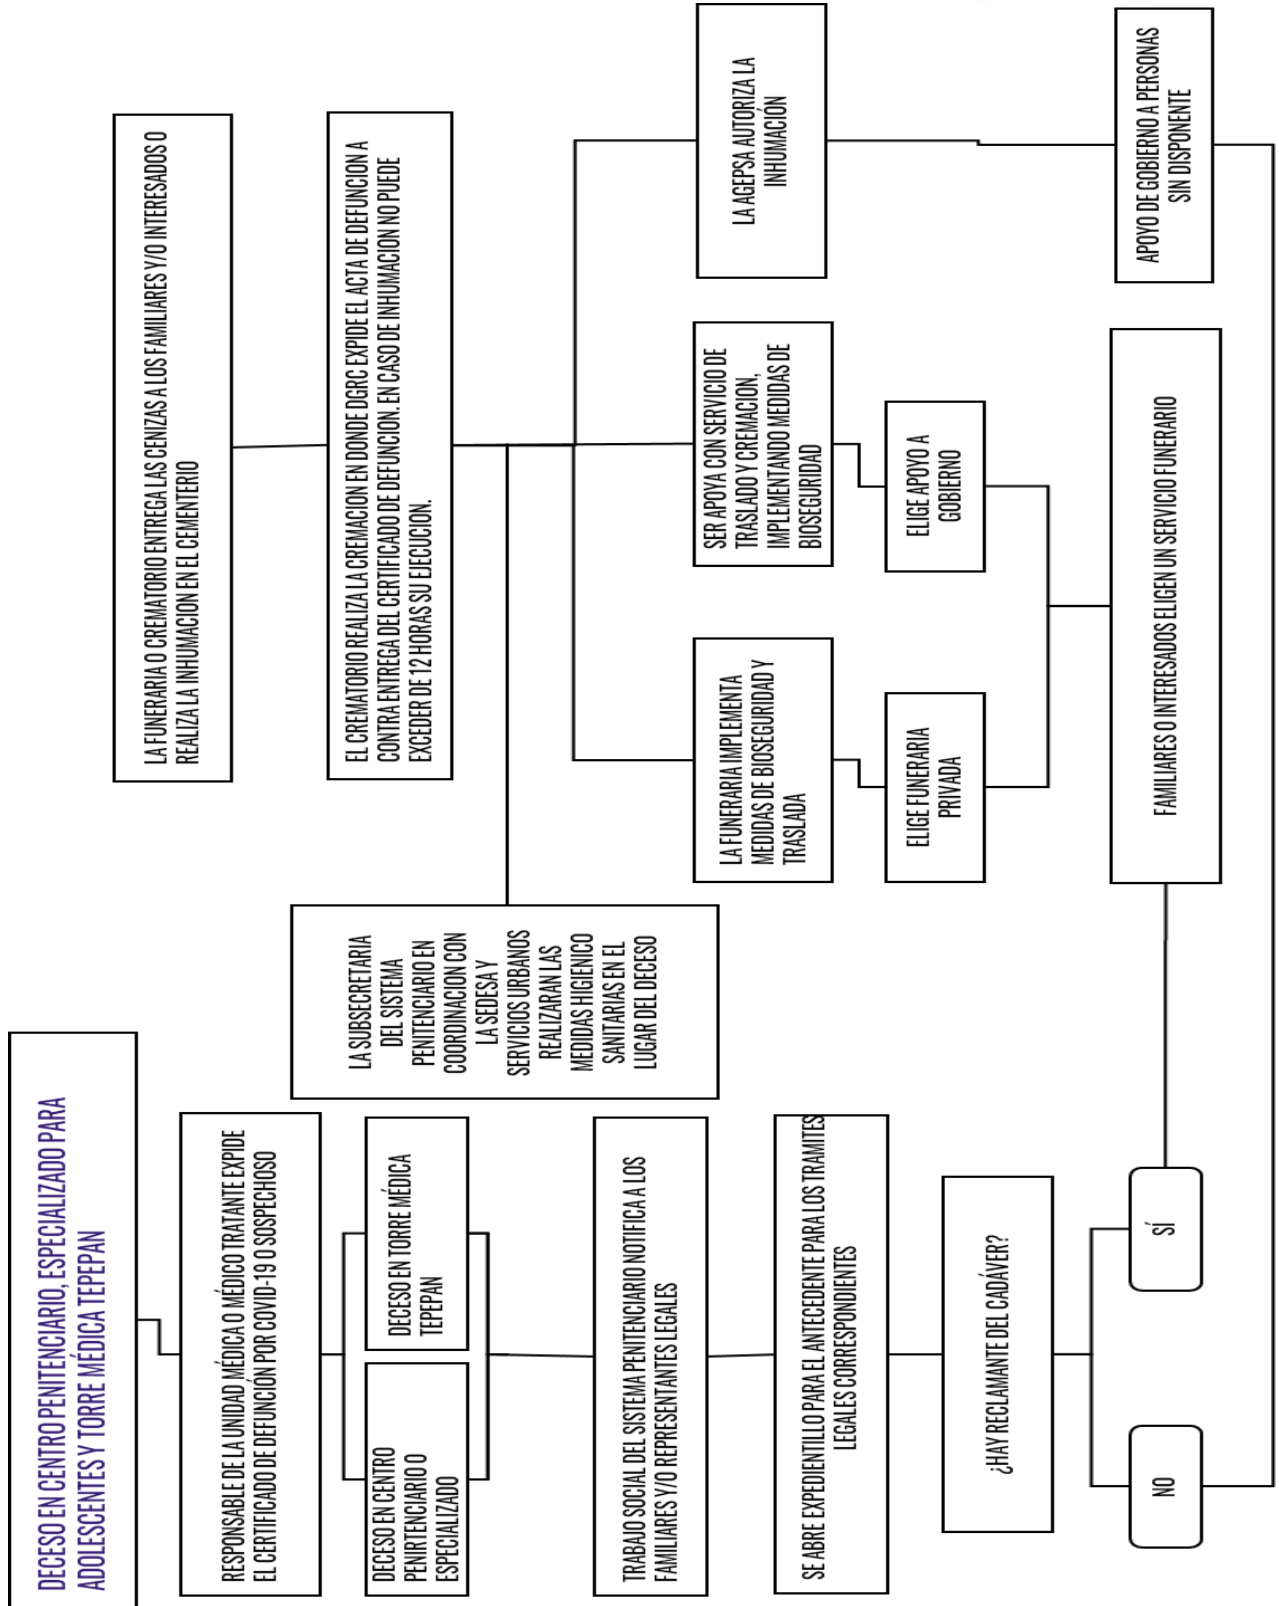 DECESO EN CENTRO PENITENCIARIO, ESPECIALIZADO PARA
ADOLESCENTES Y TORRE MÉDICA TEPEPAN
RESPONSABLE DE LA UNIDAD MÉDICA O MÉDICO TRATANTE EXPIDE
EL CERTIFICADO DE DEFUNCIÓN POR COVID-19 O SOSPECHOSO
DECESO EN CENTRO
PENIRTENCIARIO O
ESPECIALIZADO
DECESO EN TORRE MÉDICA
TEPEPAN
TRABAJO SOCIAL DEL SISTEMA PENITENCIARIO NOTIFICA A LOS
FAMILIARES Y/O REPRESENTANTES LEGALES
SE ABRE EXPEDIENTILLO PARA EL ANTECEDENTE PARA LOS TRAMITES
LEGALES CORRESPONDIENTES
¿HAY RECLAMANTE DEL CADÁVER?
NO
SÍ
LA SUBSECRETARIA
DEL SISTEMA
PENITENCIARIO EN
COORDINACION CON
LA SEDESA Y
SERVICIOS URBANOS
REALIZARAN LAS
MEDIDAS HIGIENICO
SANITARIAS EN EL
LUGAR DEL DECESO
LA FUNERARIA O CREMATORIO ENTREGA LAS CENIZAS A LOS FAMILIARES Y/O INTERESADOS O
REALIZA LA INHUMACION EN EL CEMENTERIO
EL CREMATORIO REALIZA LA CREMACION EN DONDE DGRC EXPIDE EL ACTA DE DEFUNCION A
CONTRA ENTREGA DEL CERTIFICADO DE DEFUNCION. EN CASO DE INHUMACION NO PUEDE
EXCEDER DE 12 HORAS SU EJECUCION.
LA FUNERARIA IMPLEMENTA
MEDIDAS DE BIOSEGURIDAD Y
TRASLADA
SER APOYA CON SERVICIO DE
TRASLADO Y CREMACION,
IMPLEMENTANDO MEDIDAS DE
BIOSEGURIDAD
LA AGEPSA AUTORIZA LA
INHUMACIÓN
ELIGE FUNERARIA
PRIVADA
ELIGE APOYO A
GOBIERNO
FAMILIARES O INTERESADOS ELIGEN UN SERVICIO FUNERARIO
APOYO DE GOBIERNO A PERSONAS
SIN DISPONENTE